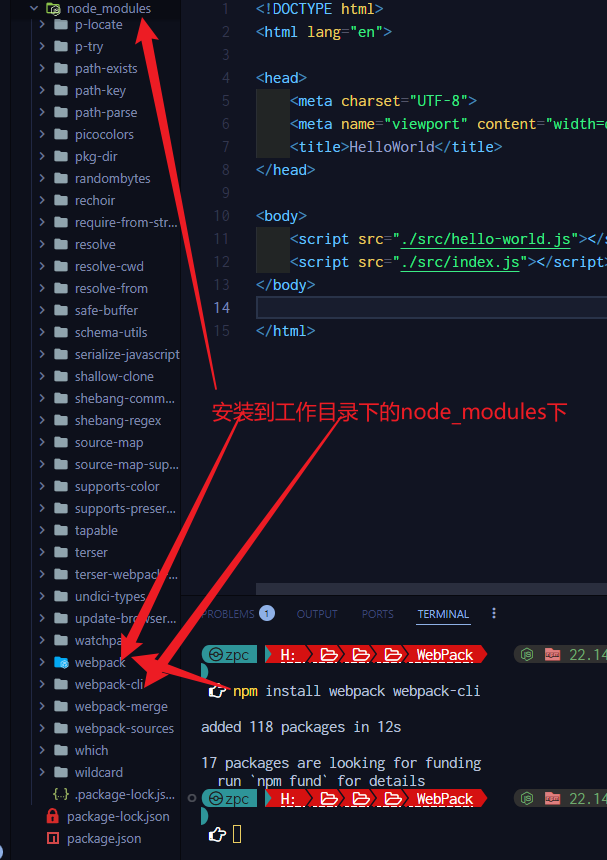 node_modules
p-locate
p-try
path-exists
path-key
path-parse
picocolors
pkg-dir
randombytes
rechoir
require-from-str...
resolve
resolve-cwd
resolve-from
safe-buffer
schema-utils
serialize-javascript
shallow-clone
shebang-comm...
shebang-regex
source-map
source-map-sup...
supports-color
supports-preser...
tapable
terser
terser-webpack-...
undici-types
update-browser...
watchpa
webpack
webpack-cli
webpack-merge
webpack-sources
which
wildcard
{..} .package-lock.js...
package-lock.json
package.json
1 <!DOCTYPE html>
2 <html lang="en">
3
4 <head>
5 <meta charset="UTF-8">
6 <meta name="viewport" content="width=
7 <title>HelloWorld</title>
8 </head>
9
10 <body>
11 <script src="./src/hello-world.js"></
12 <script src="./src/index.js"></script>
13 </body>
14
15 </html>
安装到工作目录下的node_modules下
PROBLEMS 1 OUTPUT PORTS TERMINAL
zpc H: WebPack 22.14
npm install webpack webpack-cli
added 118 packages in 12s
17 packages are looking for funding
run `npm fund` for details
zpc H: WebPack 22.14